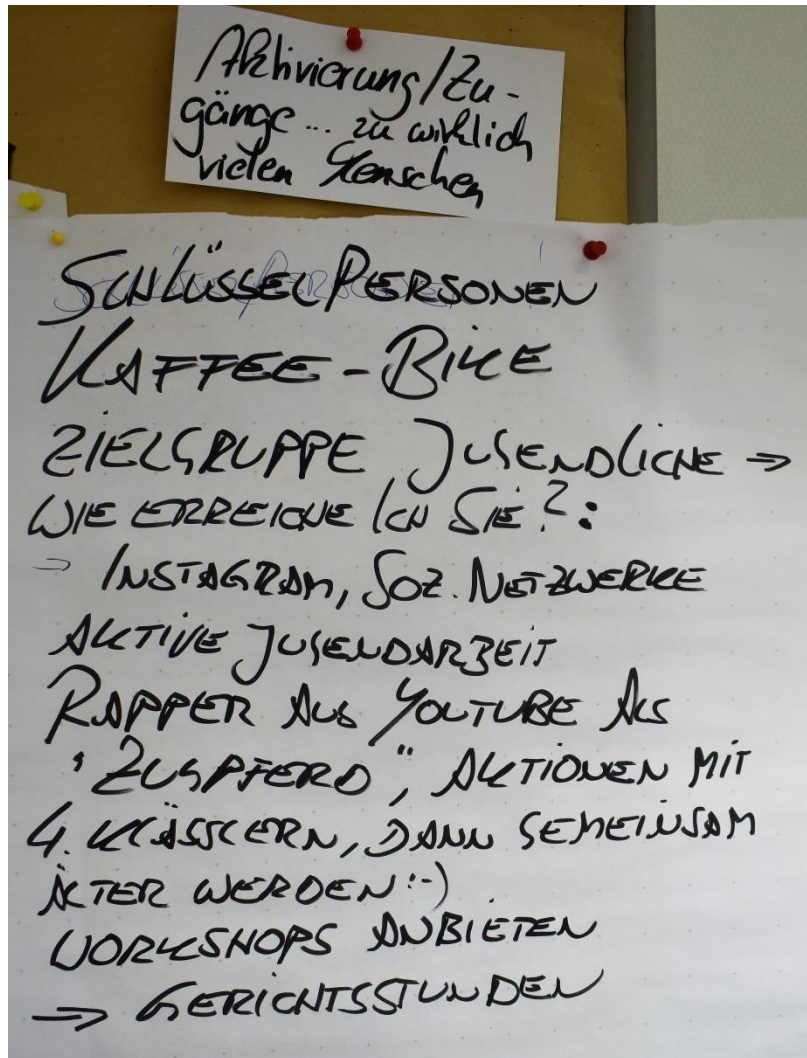 Aktivierung/Zu-
gänge... zu wirklich
vielen Menschen
SCHLÜSSELPERSONEN
KAFFEE-BIKE
ZIELGRUPPE JUGENDLICHE →
WIE ERREICHE ICH SIE?:
→ INSTAGRAM, SOZ. NETZWERKE
AKTIVE JUGENDARBEIT
RAPPER AUS YOUTUBE ALS
"ZUGPFERD", AKTIONEN MIT
4. KLÄSSLERN, DANN GEMEINSAM
ÄLTER WERDEN :-)
WORKSHOPS ANBIETEN
→ GERICHTSSTUNDEN